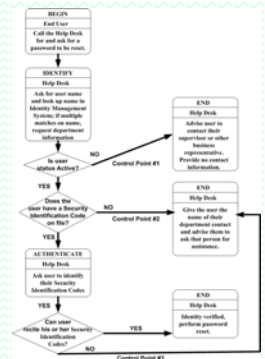 BEGIN
End User
Call the Help Desk
for and ask for a
password to be reset.
IDENTIFY
Help Desk
Ask for user name
and look up name in
Identity Management
System; if multiple
matches on name,
request department
information
END
Help Desk
Advise user to
contact their
supervisor or other
business
representative.
Provide no contact
information.
Is user
status Active?
NO
Control Point #1
YES
Does the
user have a Security
Identification Code
on file?
NO
Control Point #2
END
Help Desk
Give the user the
name of their
department contact
and advise them to
ask that person for
assistance.
YES
AUTHENTICATE
Help Desk
Ask user to identify
their Security
Identification Codes
YES
Can user
recite his or her Security
Identification
Codes?
YES
END
Help Desk
Identity verified,
perform password
reset.
NO
Control Point #3